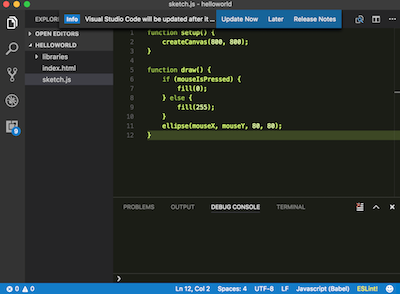 sketch.js - helloworld
EXPLOR
Info Visual Studio Code will be updated after it ... Update Now Later Release Notes
OPEN EDITORS
HELLOWORLD
libraries
index.html
sketch.js
9
1 function setup() {
2 createCanvas(800, 800);
3 }
4
5 function draw() {
6 if (mouseIsPressed) {
7 fill(0);
8 } else {
9 fill(255);
10 }
11 ellipse(mouseX, mouseY, 80, 80);
12 }
PROBLEMS OUTPUT DEBUG CONSOLE TERMINAL
0 0 Ln 12, Col 2 Spaces: 4 UTF-8 LF Javascript (Babel) ESLint!